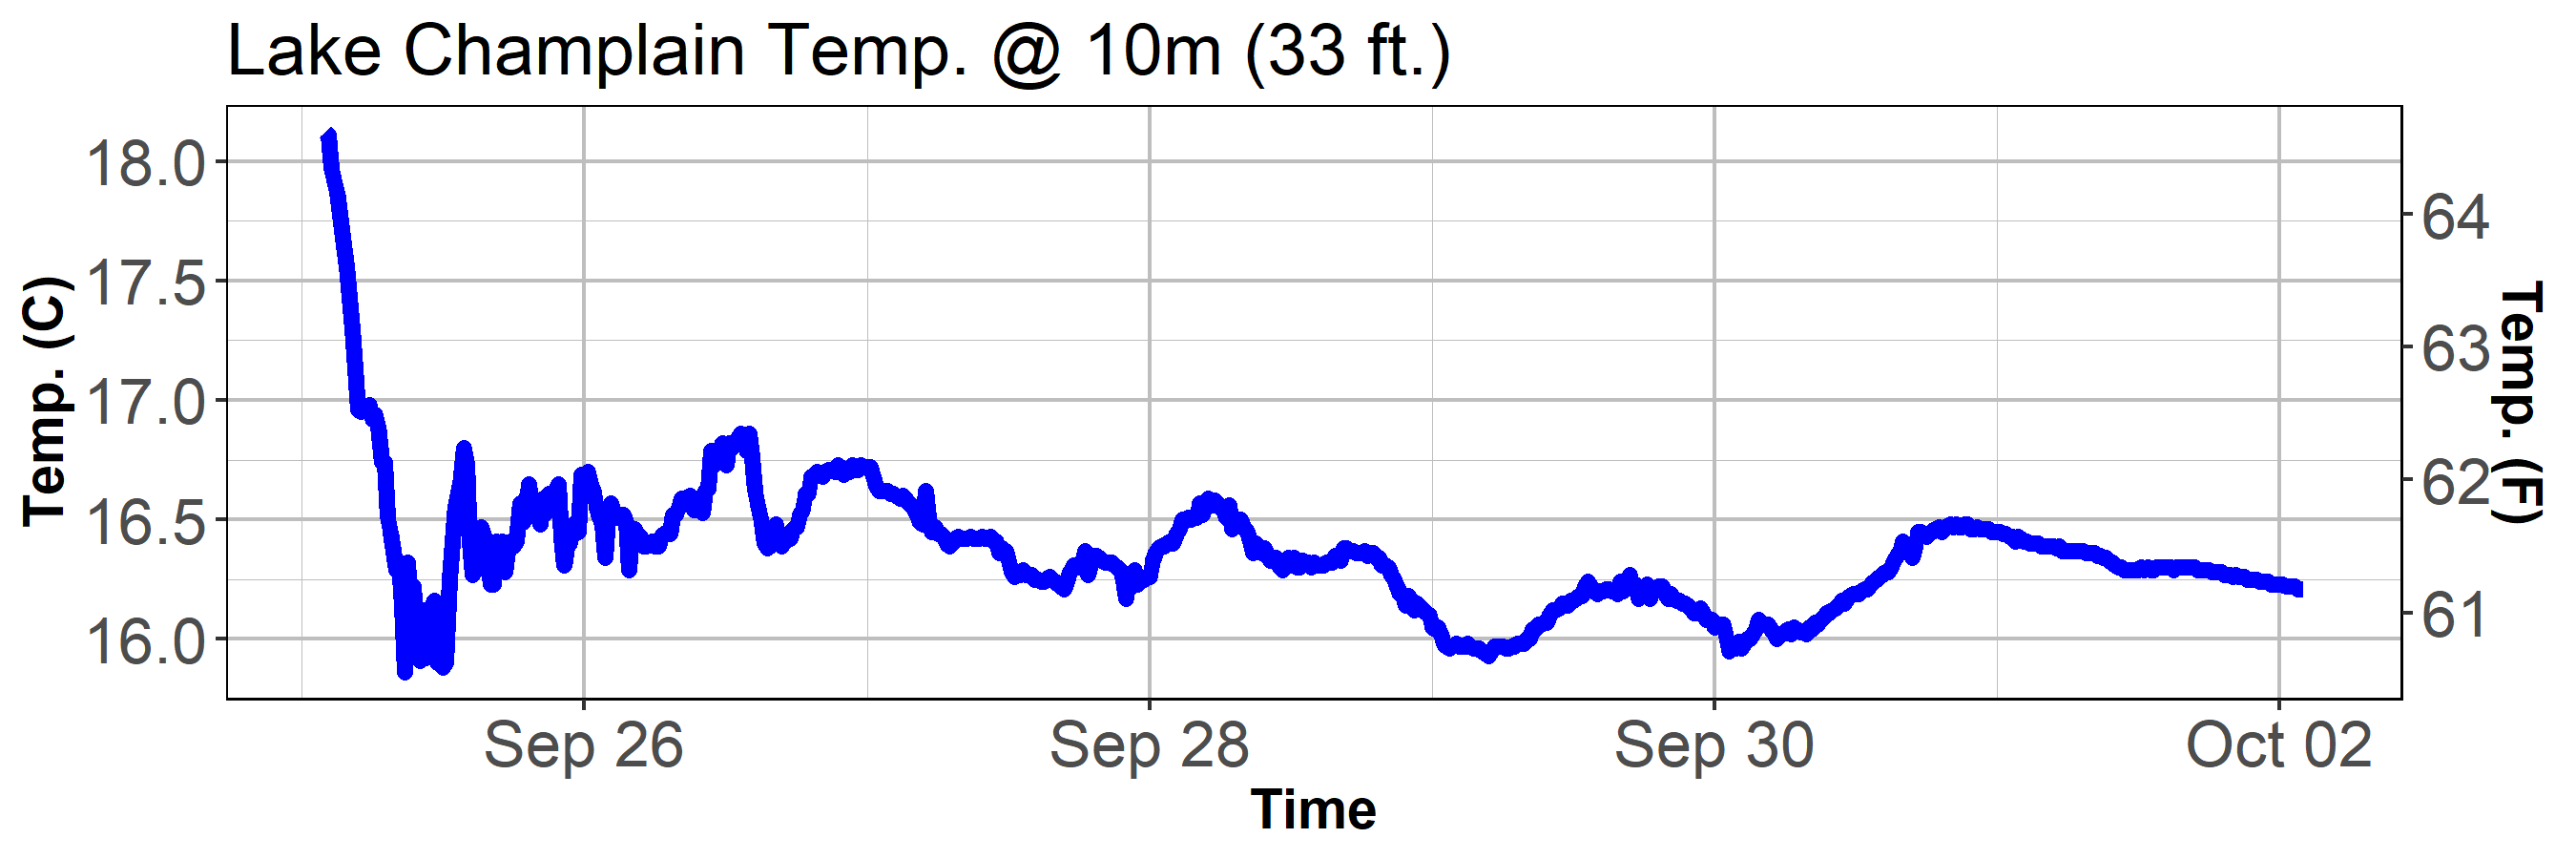 Lake Champlain Temp. @ 10m (33 ft.)
18.0
17.5
17.0
16.5
16.0
Temp. (C)
64
63
62
61
Temp. (F)
Sep 26
Sep 28
Sep 30
Oct 02
Time